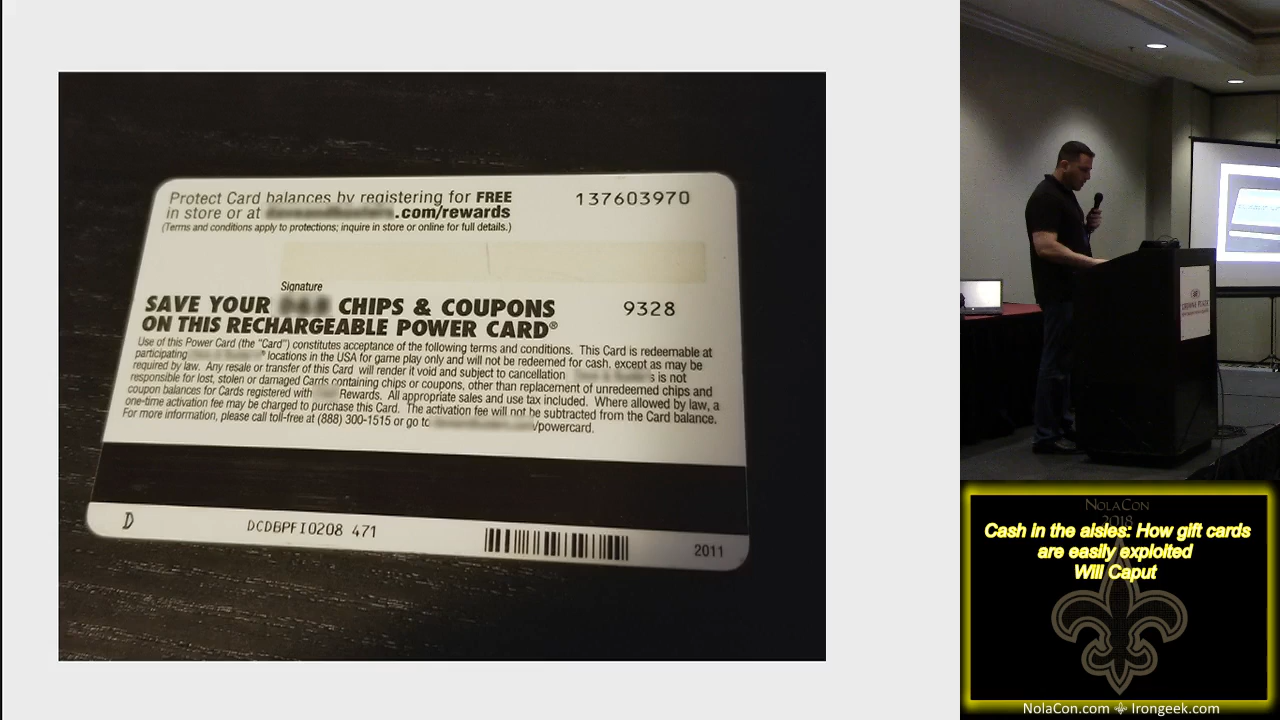 Protect Card balances by registering for FREE
137603970
in store or at .com/rewards
(Terms and conditions apply to protections; inquire in store or online for full details.)
Signature
SAVE YOUR CHIPS & COUPONS
9328
ON THIS RECHARGEABLE POWER CARD®
Use of this Power Card (the "Card") constitutes acceptance of the following terms and conditions. This Card is redeemable at
participating ® locations in the USA for game play only and will not be redeemed for cash, except as may be
required by law. Any resale or transfer of this Card will render it void and subject to cancellation is not
responsible for lost, stolen or damaged Cards containing chips or coupons, other than replacement of unredeemed chips and
coupon balances for Cards registered with Rewards. All appropriate sales and use tax included. Where allowed by law, a
one-time activation fee may be charged to purchase this Card. The activation fee will not be subtracted from the Card balance.
For more information, please call toll-free at (888) 300-1515 or go to /powercard.
D
DCDBPFI0208 471
2011
CROWNE PLAZA
NOLACON
2018
Cash in the aisles: How gift cards
are easily exploited
Will Caput
NolaCon.com Irongeek.com